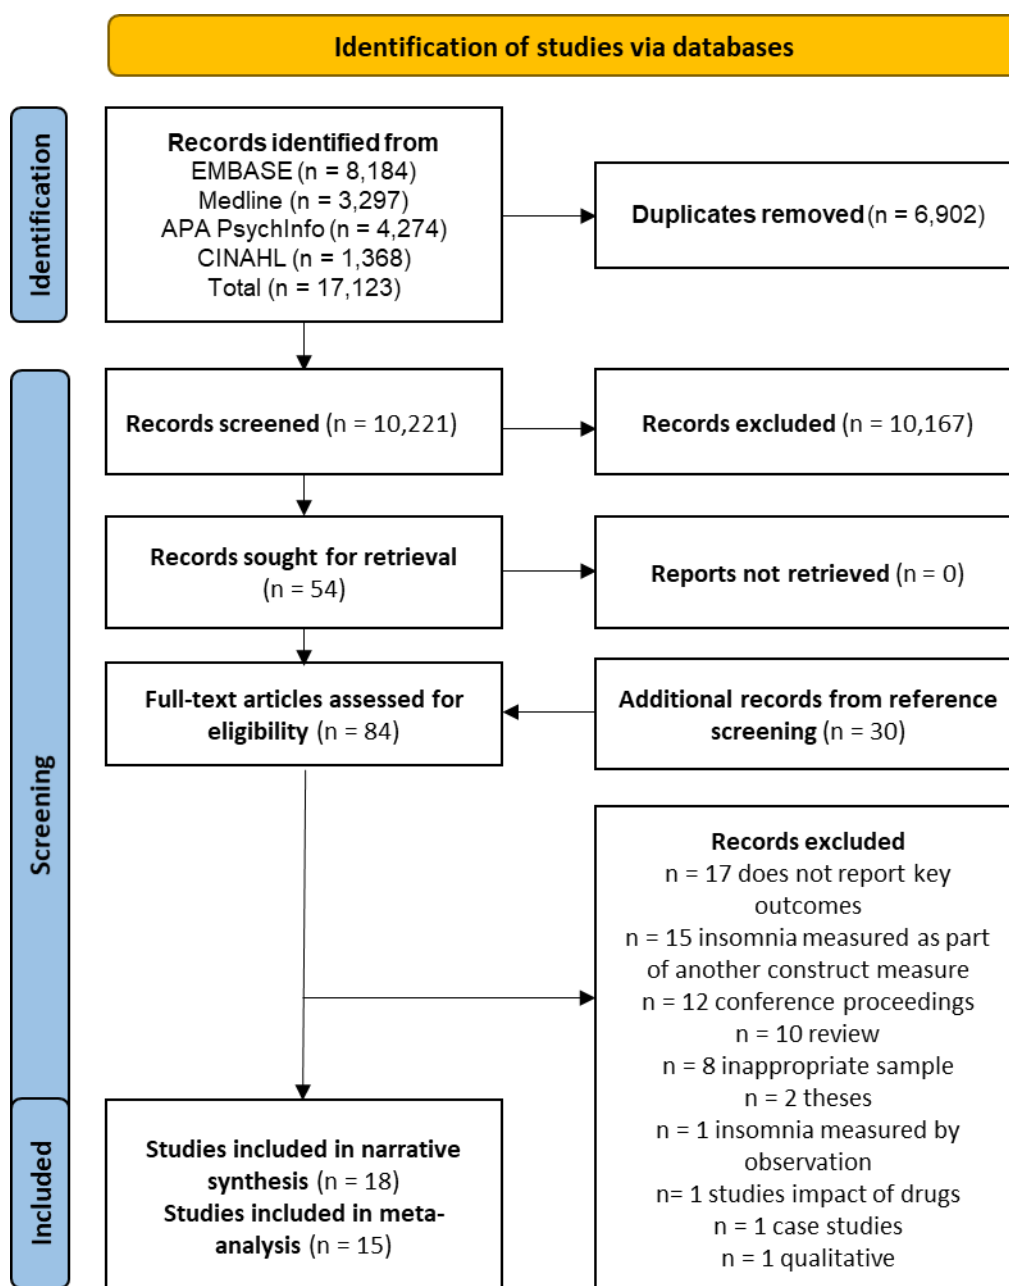 Identification of studies via databases
Identification
Records identified from
EMBASE (n = 8,184)
Medline (n = 3,297)
APA PsychInfo (n = 4,274)
CINAHL (n = 1,368)
Total (n = 17,123)
Duplicates removed (n = 6,902)
Screening
Records screened (n = 10,221)
Records excluded (n = 10,167)
Records sought for retrieval
(n = 54)
Reports not retrieved (n = 0)
Full-text articles assessed for
eligibility (n = 84)
Additional records from reference
screening (n = 30)
Records excluded
n = 17 does not report key
outcomes
n = 15 insomnia measured as part
of another construct measure
n = 12 conference proceedings
n = 10 review
n = 8 inappropriate sample
n = 2 theses
n = 1 insomnia measured by
observation
n= 1 studies impact of drugs
n = 1 case studies
n = 1 qualitative
Included
Studies included in narrative
synthesis (n = 18)
Studies included in meta-
analysis (n = 15)